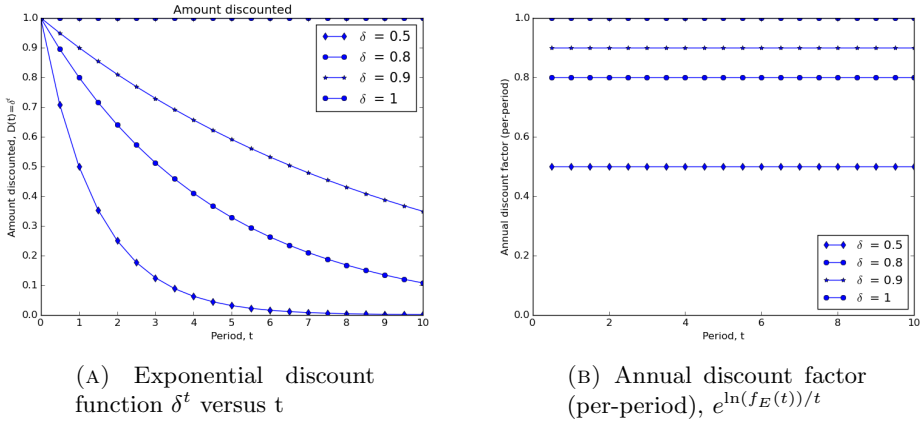 Amount discounted
1.0
0.9
0.8
0.7
0.6
0.5
0.4
0.3
0.2
0.1
0.0
Amount discounted, D(t)=δᵗ
0 1 2 3 4 5 6 7 8 9 10
Period, t
δ = 0.5
δ = 0.8
δ = 0.9
δ = 1
(A) Exponential discount
function δᵗ versus t
1.0
0.8
0.6
0.4
0.2
0.0
Annual discount factor (per-period)
0 2 4 6 8 10
Period, t
δ = 0.5
δ = 0.8
δ = 0.9
δ = 1
(B) Annual discount factor
(per-period), e^{ln(f_E(t))/t}